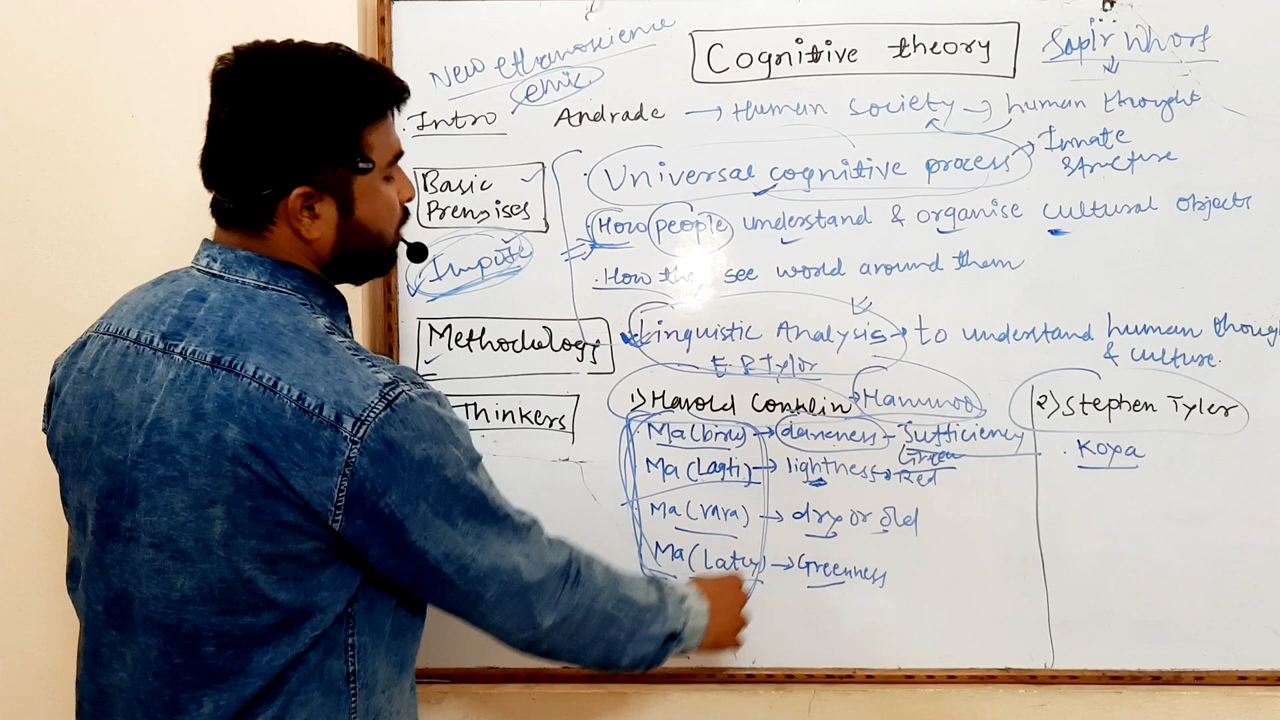 New ethnoscience
emic
Cognitive theory
Sapir Whorf
Intro Andrade → Human society → human thought
Basic Premises
Universal cognitive process → Innate structure
How people understand & organise cultural objects
How they see world around them
Methodology
Linguistic Analysis → to understand human though
& culture.
E. B Tylor
Thinkers
1) Harold Conklin → Hanunoo
2) Stephen Tyler
Ma(biru) → darkness - Sufficiency
Green
Koya
Ma(Lagti) → lightness → Red
Ma(rara) → dry or old
Ma(latuy) → Greenness